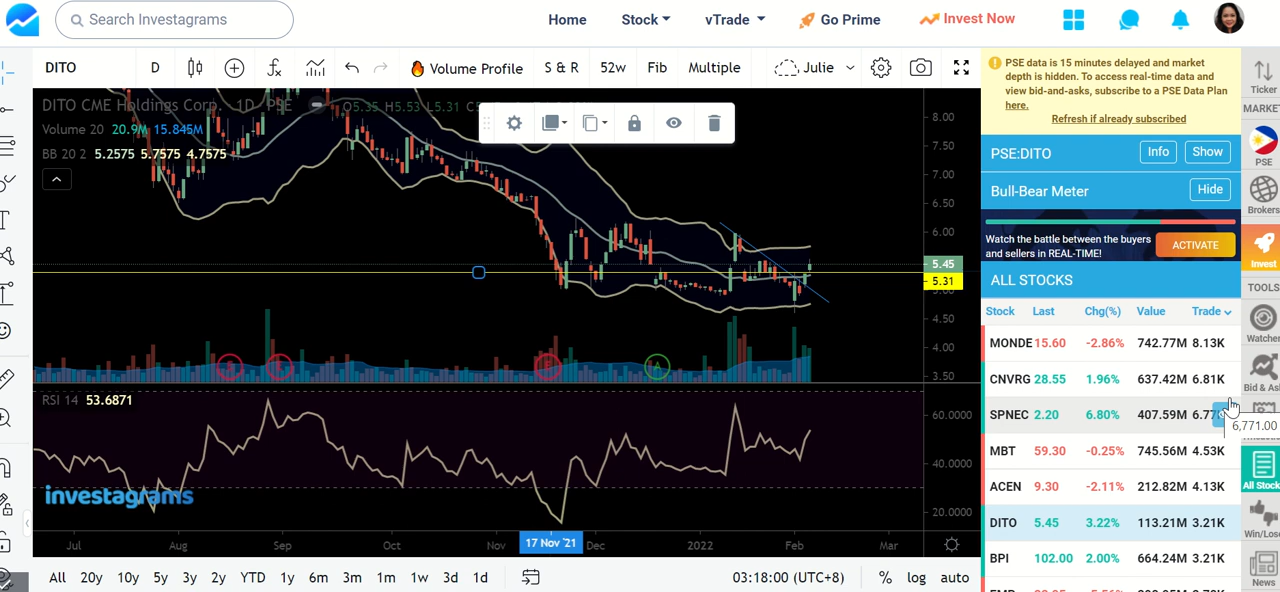 Search Investagrams
Home
Stock
vTrade
Go Prime
Invest Now
DITO
D
Volume Profile
S & R
52w
Fib
Multiple
Julie
DITO CME Holdings Corp. 1D PSE
O5.35 H5.53 L5.31
Volume 20 20.9M 15.845M
BB 20 2 5.2575 5.7575 4.7575
8.00
7.50
7.00
6.50
6.00
5.45
5.31
4.50
4.00
3.50
RSI 14 53.6871
60.0000
40.0000
20.0000
investagrams
Jul
Aug
Sep
Oct
Nov
17 Nov '21
Dec
2022
Feb
Mar
All 20y 10y 5y 3y 2y YTD 1y 6m 3m 1m 1w 3d 1d
03:18:00 (UTC+8)
% log auto
PSE data is 15 minutes delayed and market
depth is hidden. To access real-time data and
view bid-and-asks, subscribe to a PSE Data Plan
here.
Refresh if already subscribed
PSE:DITO
Info
Show
Bull-Bear Meter
Hide
Watch the battle between the buyers
and sellers in REAL-TIME!
ACTIVATE
ALL STOCKS
Stock Last Chg(%) Value Trade
MONDE 15.60 -2.86% 742.77M 8.13K
CNVRG 28.55 1.96% 637.42M 6.81K
SPNEC 2.20 6.80% 407.59M
6,771.00
MBT 59.30 -0.25% 745.56M 4.53K
ACEN 9.30 -2.11% 212.82M 4.13K
DITO 5.45 3.22% 113.21M 3.21K
BPI 102.00 2.00% 664.24M 3.21K
Ticker
MARKE
PSE
Brokers
Invest
TOOLS
Watcher
Bid & As
All Stock
Win/Lose
News